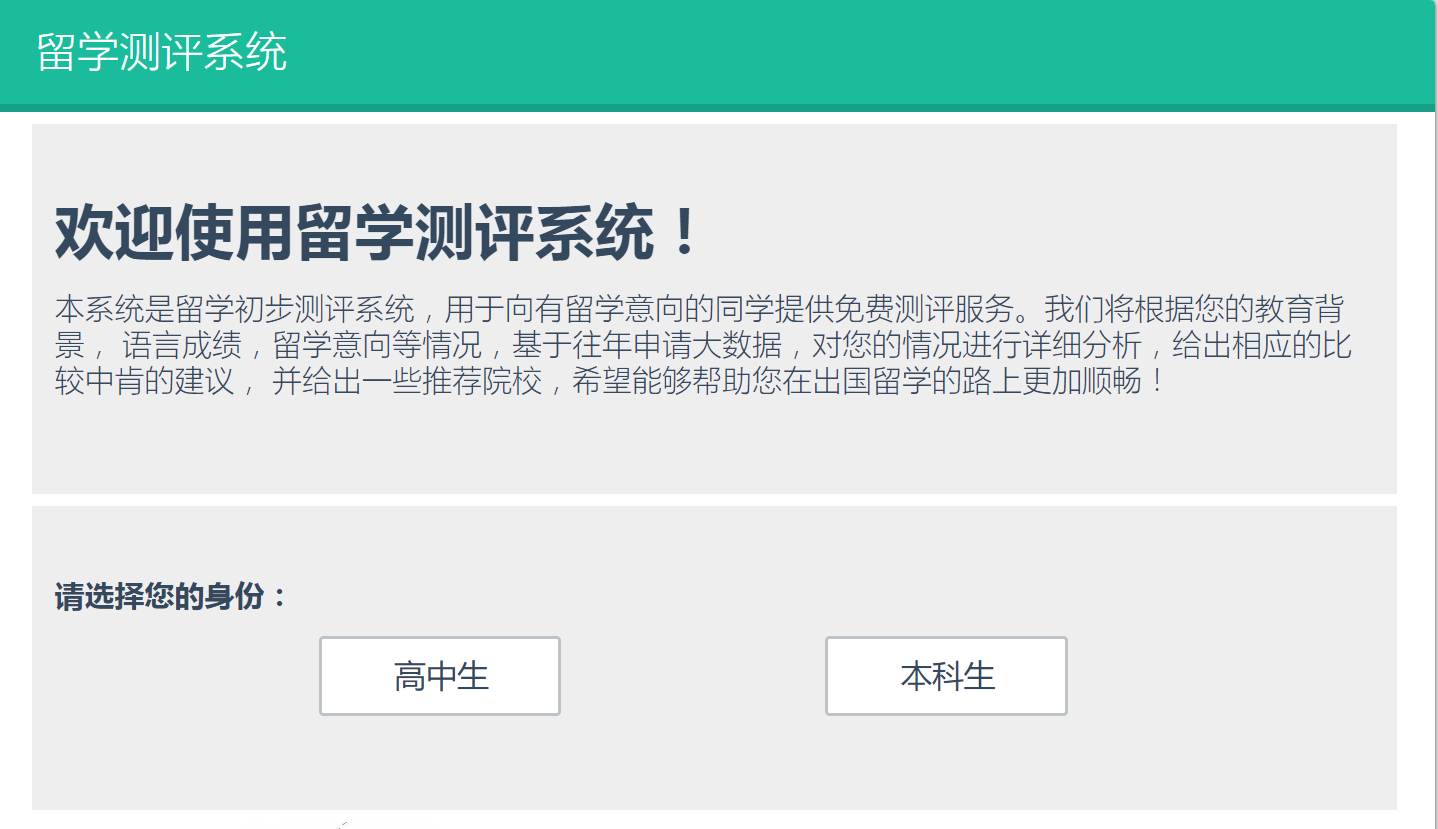 留学测评系统
欢迎使用留学测评系统！
本系统是留学初步测评系统，用于向有留学意向的同学提供免费测评服务。我们将根据您的教育背
景， 语言成绩，留学意向等情况，基于往年申请大数据，对您的情况进行详细分析，给出相应的比
较中肯的建议， 并给出一些推荐院校，希望能够帮助您在出国留学的路上更加顺畅！
请选择您的身份：
高中生
本科生